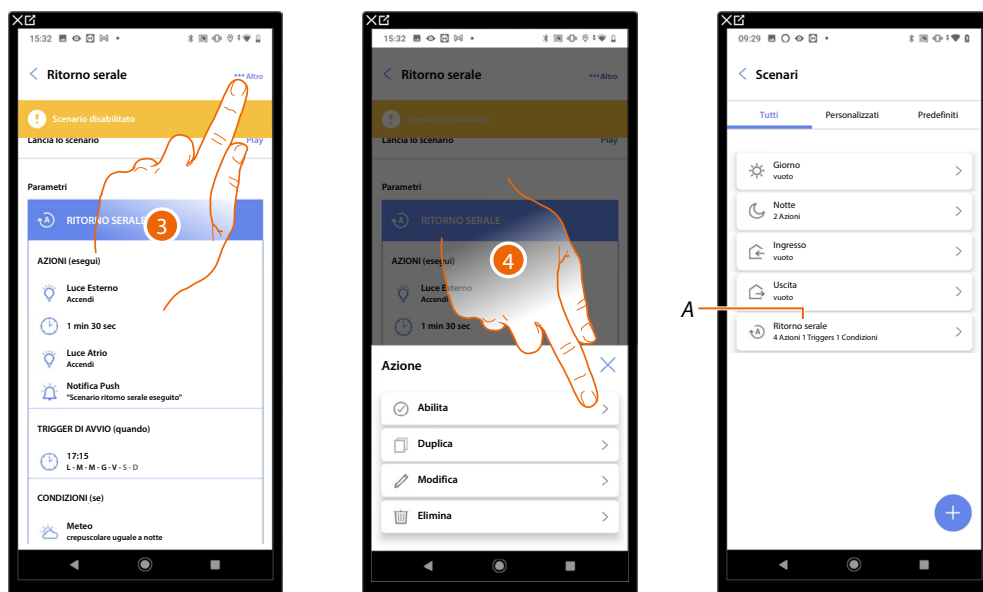 15:32
Ritorno serale
••• Altro
Scenario disabilitato
Lancia lo scenario
Play
Parametri
RITORNO SERALE
3
AZIONI (esegui)
Luce Esterno
Accendi
1 min 30 sec
Luce Atrio
Accendi
Notifica Push
"Scenario ritorno serale eseguito"
TRIGGER DI AVVIO (quando)
17:15
L - M - M - G - V - S - D
CONDIZIONI (se)
Meteo
crepuscolare uguale a notte
15:32
Ritorno serale
••• Altro
Scenario disabilitato
Lancia lo scenario
Play
Parametri
RITORNO SERALE
AZIONI (esegui)
4
Luce Esterno
Accendi
1 min 30 sec
Azione
Abilita
Duplica
Modifica
Elimina
09:29
Scenari
Tutti
Personalizzati
Predefiniti
Giorno
vuoto
Notte
2 Azioni
Ingresso
vuoto
Uscita
vuoto
A
Ritorno serale
4 Azioni 1 Triggers 1 Condizioni